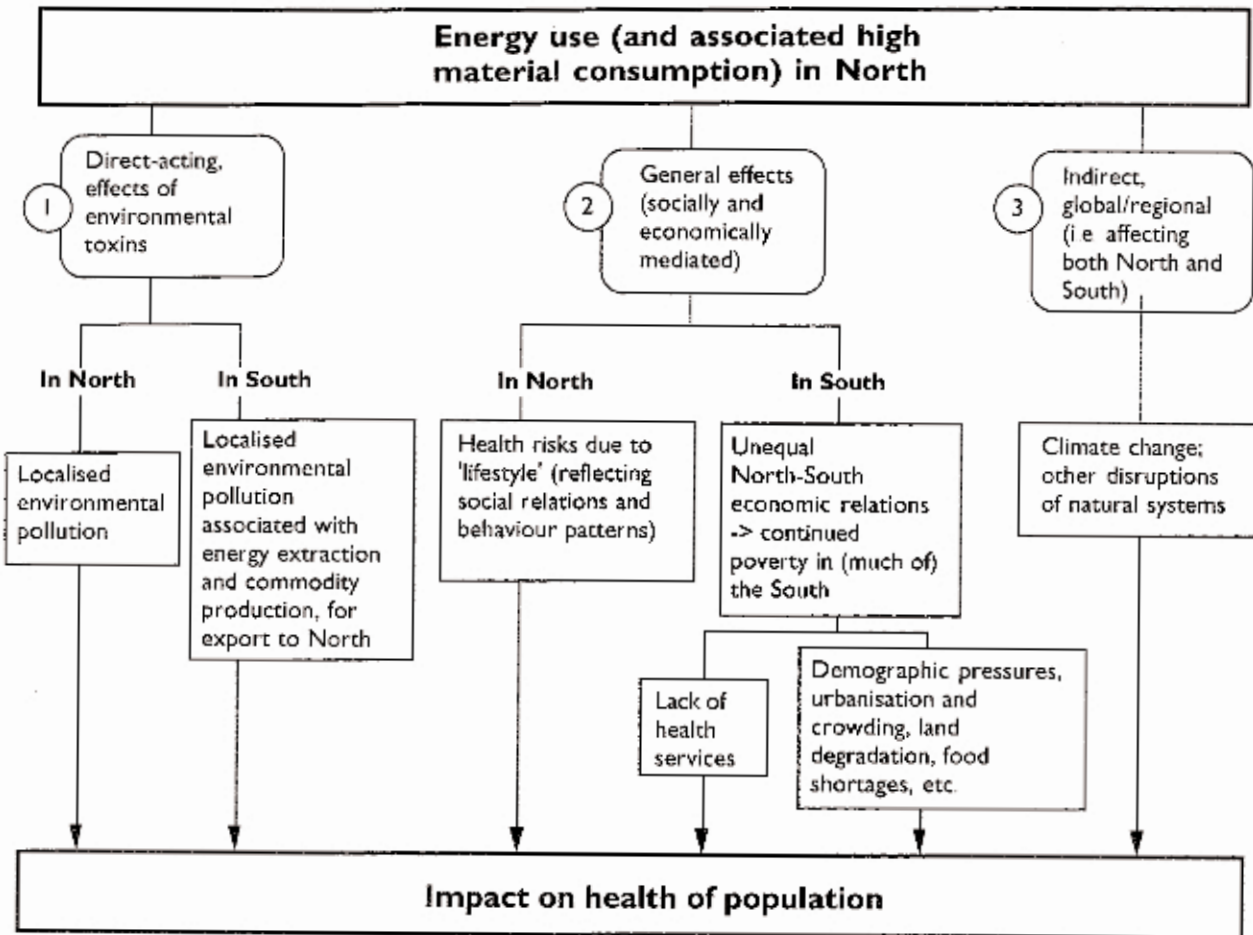 Energy use (and associated high
material consumption) in North
1
Direct-acting,
effects of
environmental
toxins
2
General effects
(socially and
economically
mediated)
3
Indirect,
global/regional
(i.e affecting
both North and
South)
In North
In South
In North
In South
Localised
environmental
pollution
Localised
environmental
pollution
associated with
energy extraction
and commodity
production, for
export to North
Health risks due to
'lifestyle' (reflecting
social relations and
behaviour patterns)
Unequal
North-South
economic relations
-> continued
poverty in (much of)
the South
Climate change;
other disruptions
of natural systems
Lack of
health
services
Demographic pressures,
urbanisation and
crowding, land
degradation, food
shortages, etc.
Impact on health of population